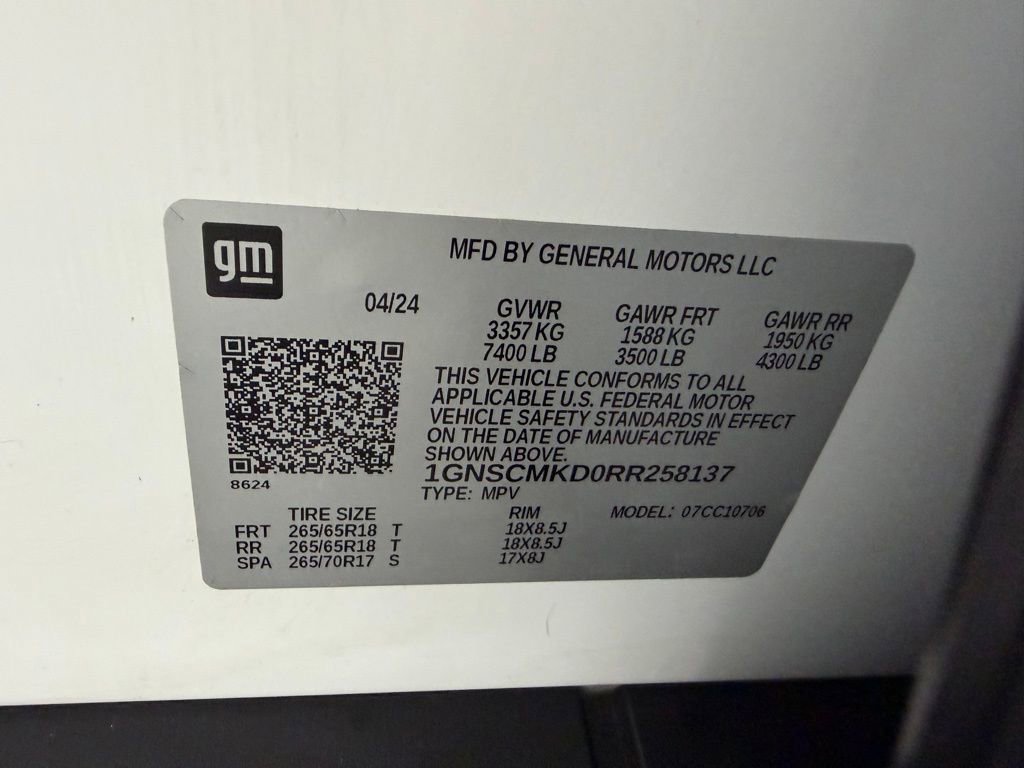 gm
MFD BY GENERAL MOTORS LLC
04/24
GVWR GAWR FRT GAWR RR
3357 KG 1588 KG 1950 KG
7400 LB 3500 LB 4300 LB
THIS VEHICLE CONFORMS TO ALL
APPLICABLE U.S. FEDERAL MOTOR
VEHICLE SAFETY STANDARDS IN EFFECT
ON THE DATE OF MANUFACTURE
SHOWN ABOVE.
1GNSCMKD0RR258137
8624
TYPE: MPV
TIRE SIZE RIM MODEL: 07CC10706
FRT 265/65R18 T 18X8.5J
RR 265/65R18 T 18X8.5J
SPA 265/70R17 S 17X8J